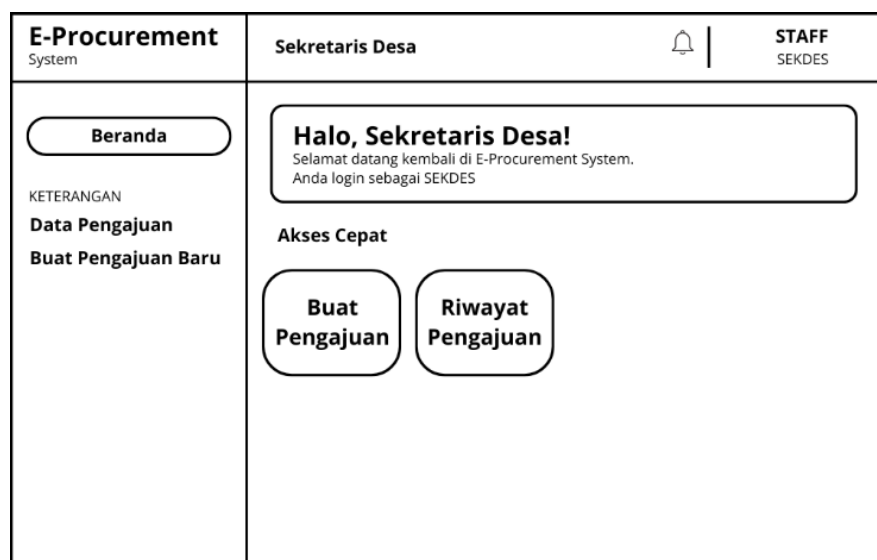 E-Procurement
System
Sekretaris Desa
STAFF
SEKDES
Beranda
KETERANGAN
Data Pengajuan
Buat Pengajuan Baru
Halo, Sekretaris Desa!
Selamat datang kembali di E-Procurement System.
Anda login sebagai SEKDES
Akses Cepat
Buat
Pengajuan
Riwayat
Pengajuan